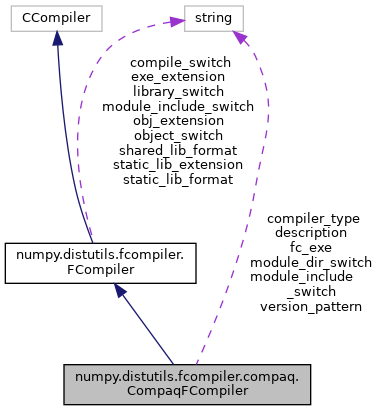 CCompiler
string
compile_switch
exe_extension
library_switch
module_include_switch
obj_extension
object_switch
shared_lib_format
static_lib_extension
static_lib_format
compiler_type
description
fc_exe
module_dir_switch
module_include
_switch
version_pattern
numpy.distutils.fcompiler.
FCompiler
numpy.distutils.fcompiler.compaq.
CompaqFCompiler